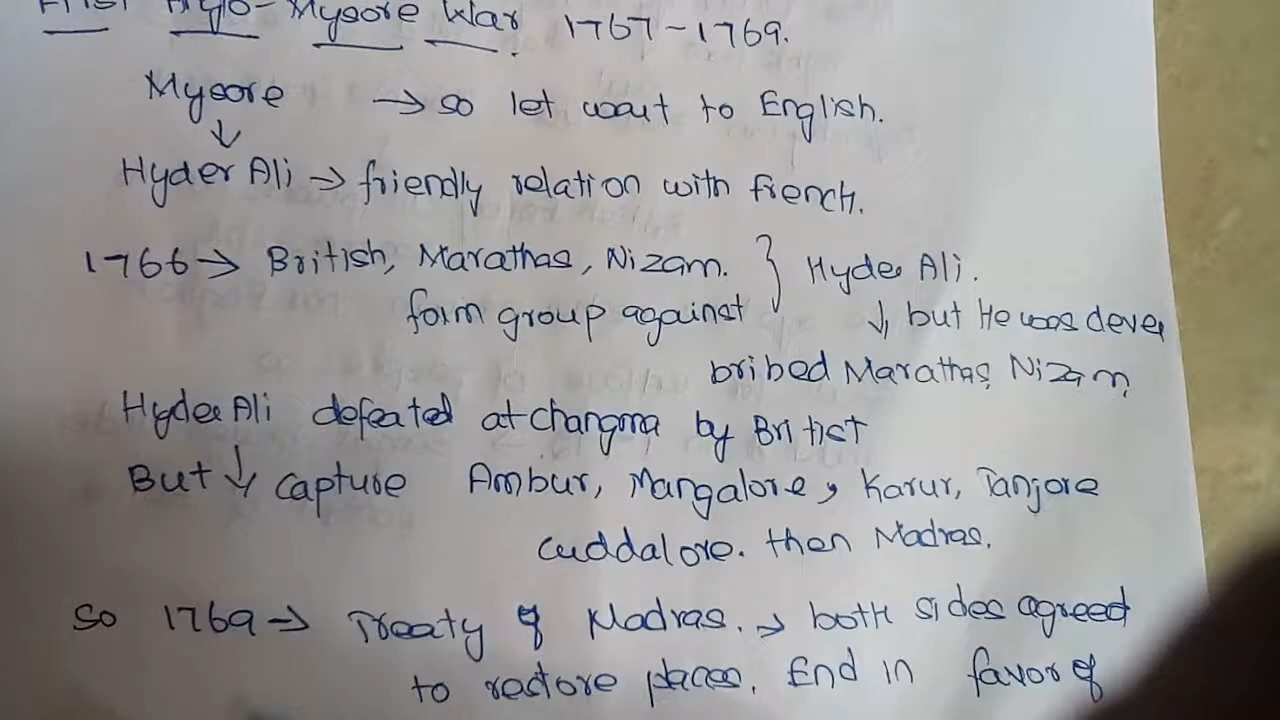 First Anglo-Mysore War 1767-1769.
Mysore → so let want to English.
↓
Hyder Ali → friendly relation with french.
1766 → British, Marathas, Nizam. } Hyder Ali.
form group against ↓ but He was clever
bribed Marathas, Nizam,
Hyder Ali defeated at changma by British
But ↓ capture Ambur, Mangalore, Karur, Tanjore
cuddalore. then Madras.
So 1769 → Treaty of Madras. → both sides agreed
to restore places. End in favor of